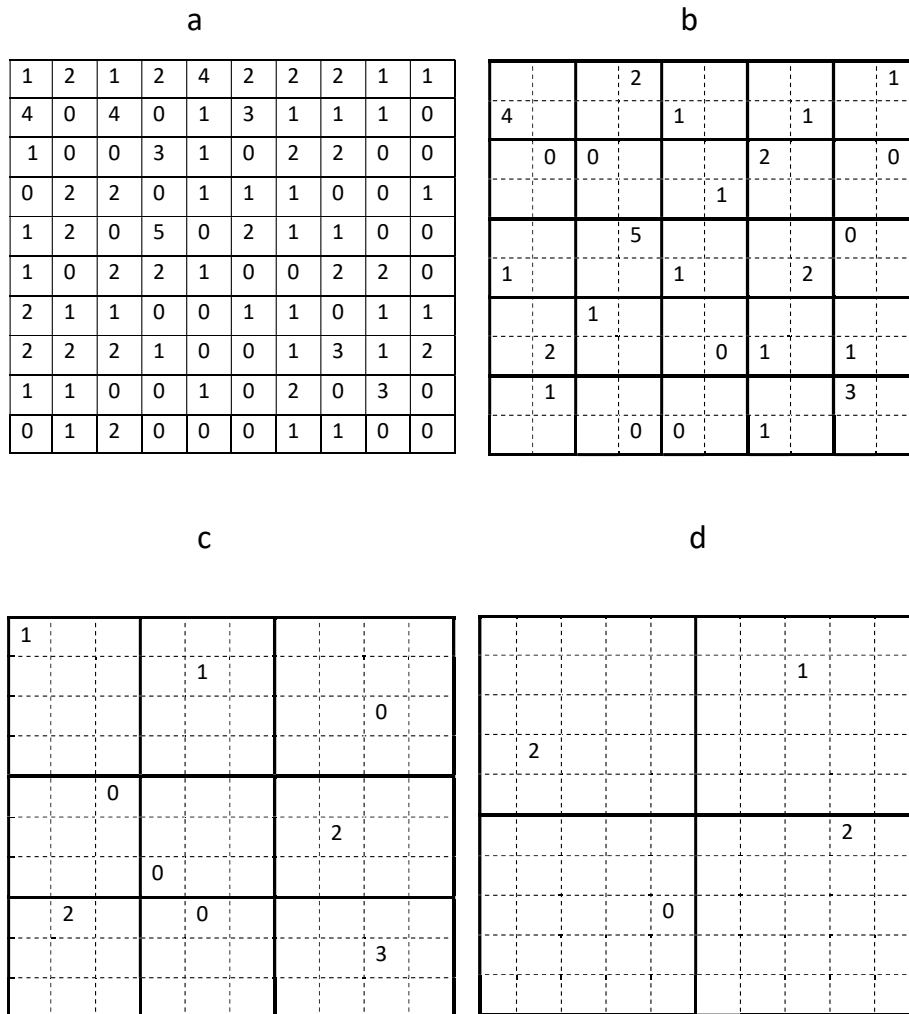 a
b
1 2 1 2 4 2 2 2 1 1
4 0 4 0 1 3 1 1 1 0
1 0 0 3 1 0 2 2 0 0
0 2 2 0 1 1 1 0 0 1
1 2 0 5 0 2 1 1 0 0
1 0 2 2 1 0 0 2 2 0
2 1 1 0 0 1 1 0 1 1
2 2 2 1 0 0 1 3 1 2
1 1 0 0 1 0 2 0 3 0
0 1 2 0 0 0 1 1 0 0
2 1
4 1 1
0 0 2 0
1
5 0
1 1 2
1
2 0 1 1
1 3
0 0 1
c
d
1
1
0
0
2
0
2 0
3
1
2
2
0